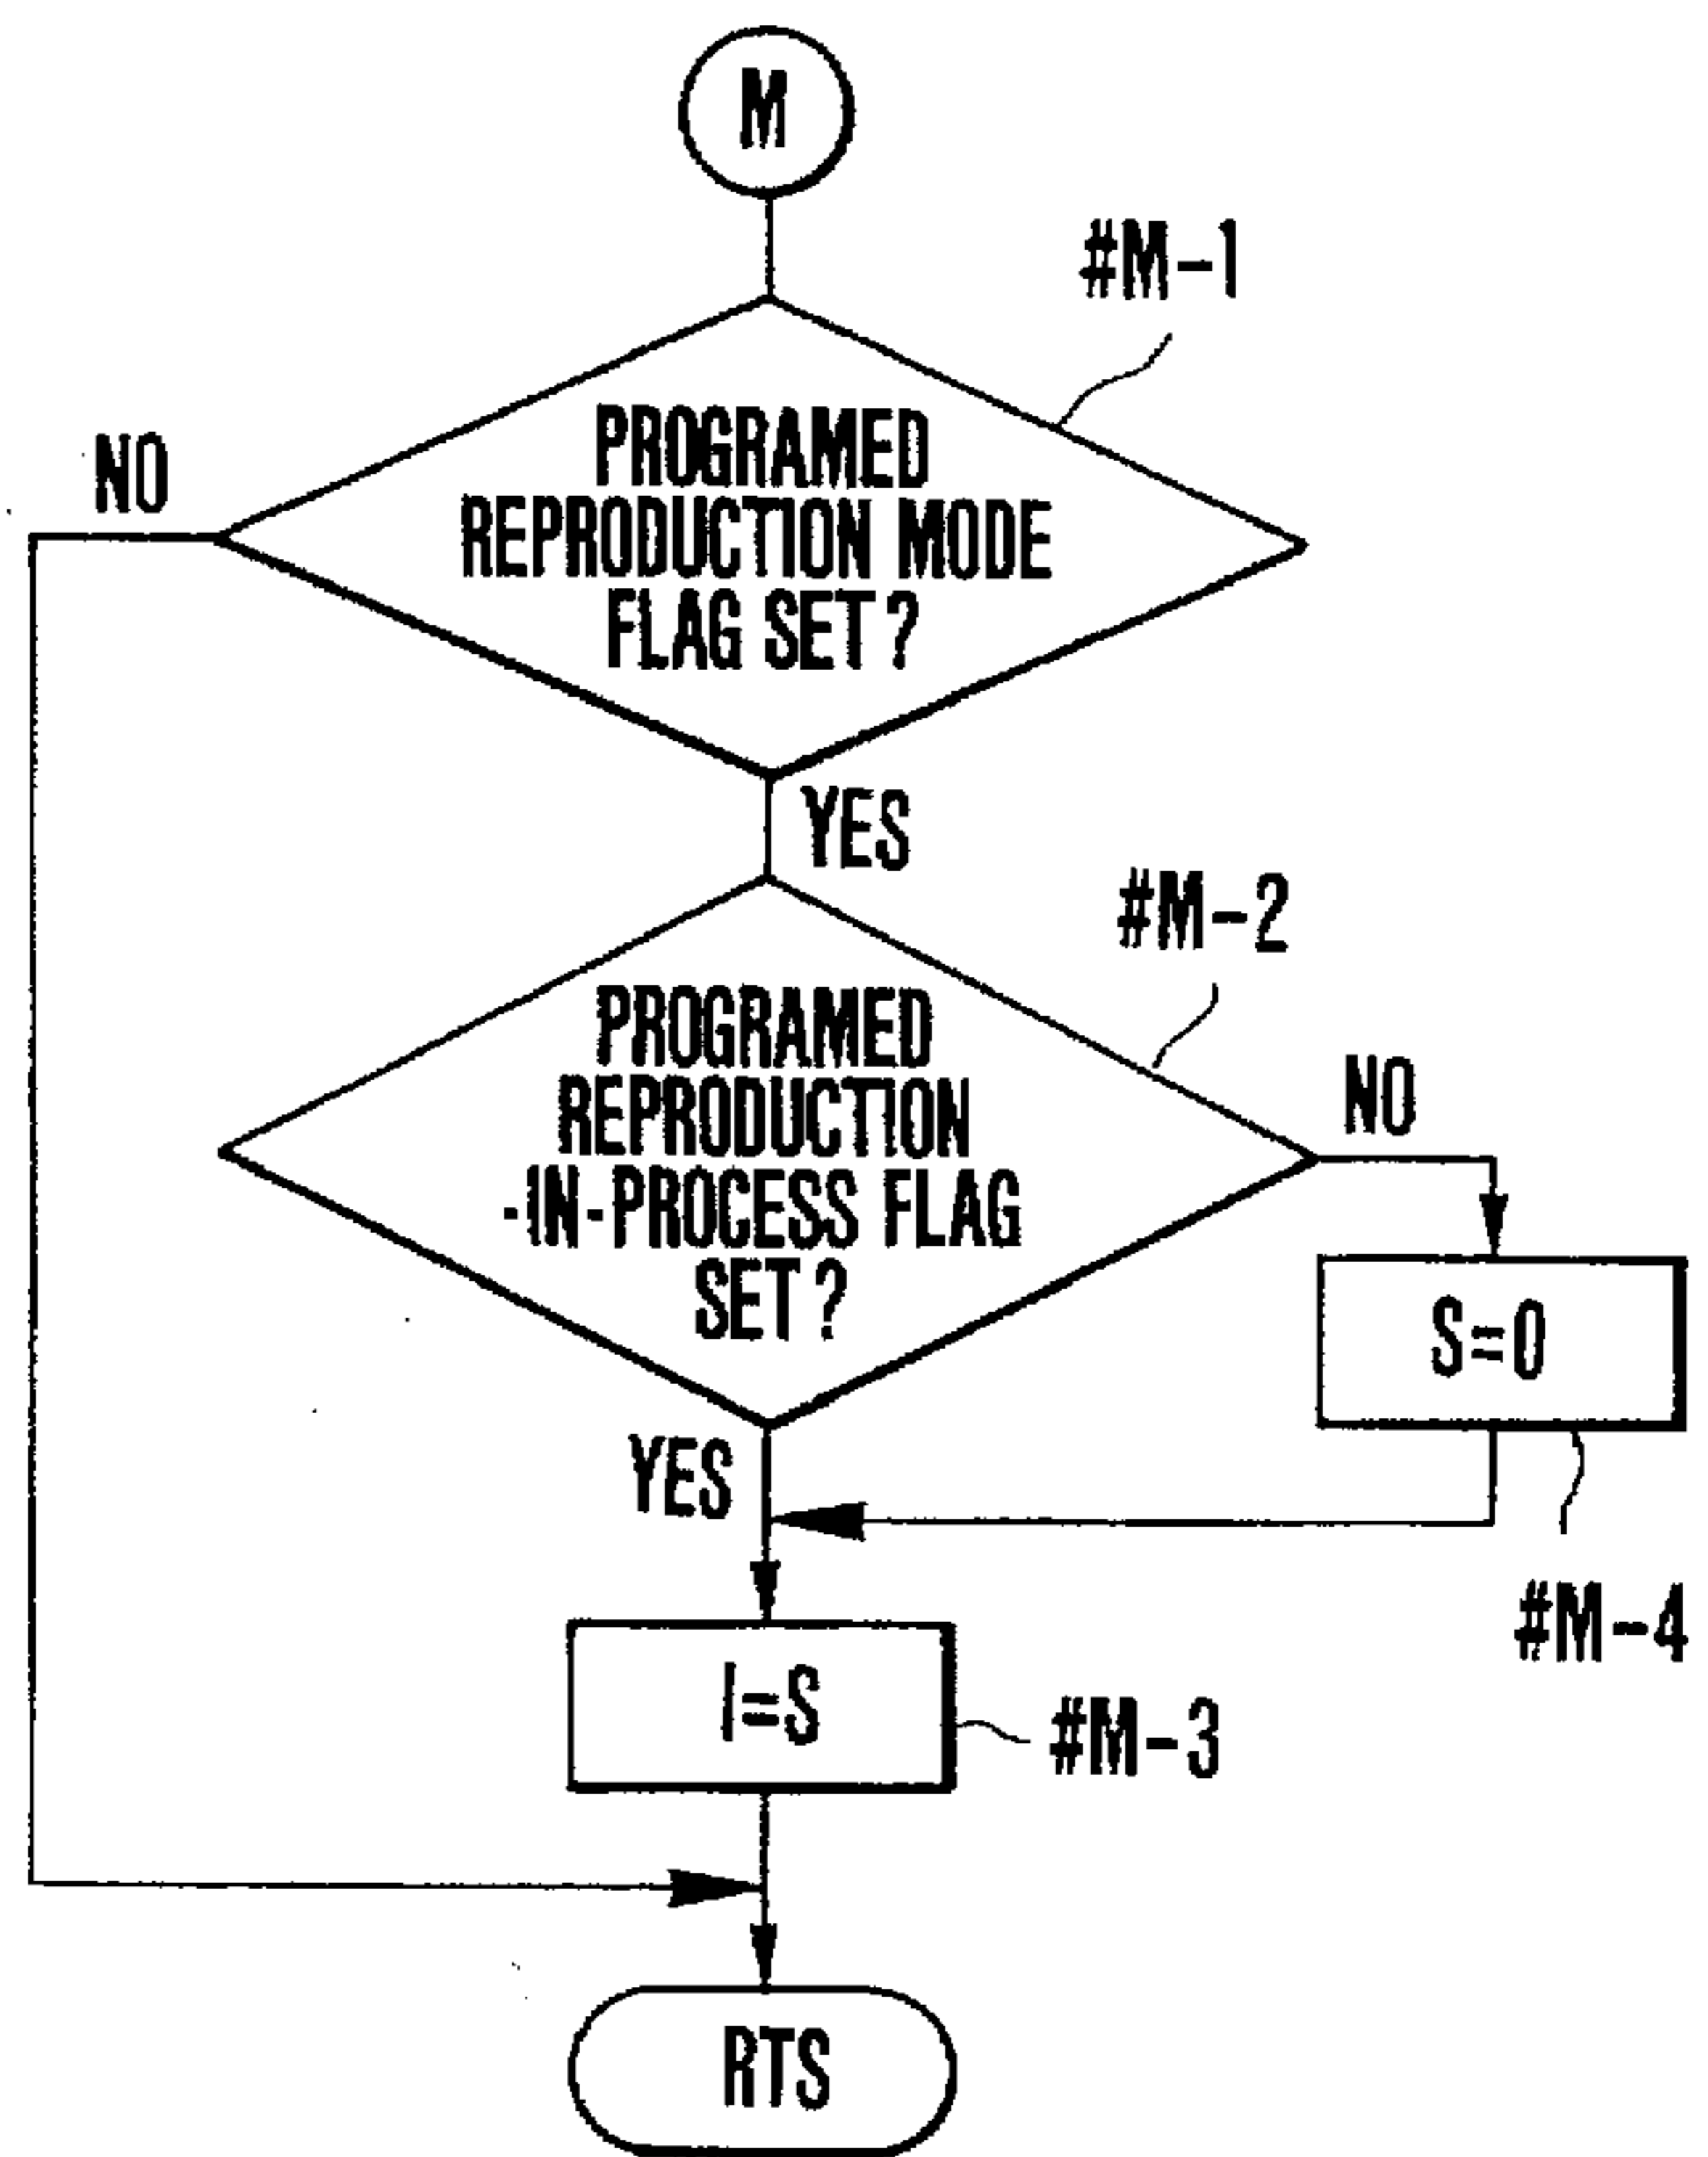 M
#M-1
NO
PROGRAMED
REPRODUCTION MODE
FLAG SET?
YES
#M-2
PROGRAMED
REPRODUCTION
-IN-PROCESS FLAG
SET?
NO
S=0
YES
#M-4
I=S
#M-3
RTS